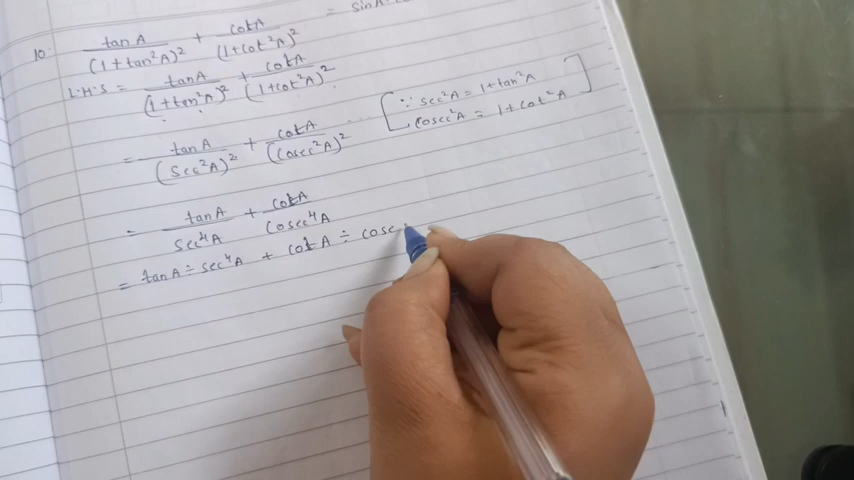 = sinA.
10. tanA/(1+tan²A)² + cotA/(1+cot²A)²
L.H.S = tanA/(1+tan²A)² + cotA/(1+cot²A)²
= tanA/(sec²A)² + cotA/(cosec²A)² ... [∵ sec²A = 1+tan²A
cosec²A = 1+cot²A]
= tanA/sec⁴A + cotA/cosec⁴A
= tanA ÷ sec⁴A + cotA ÷ cosec